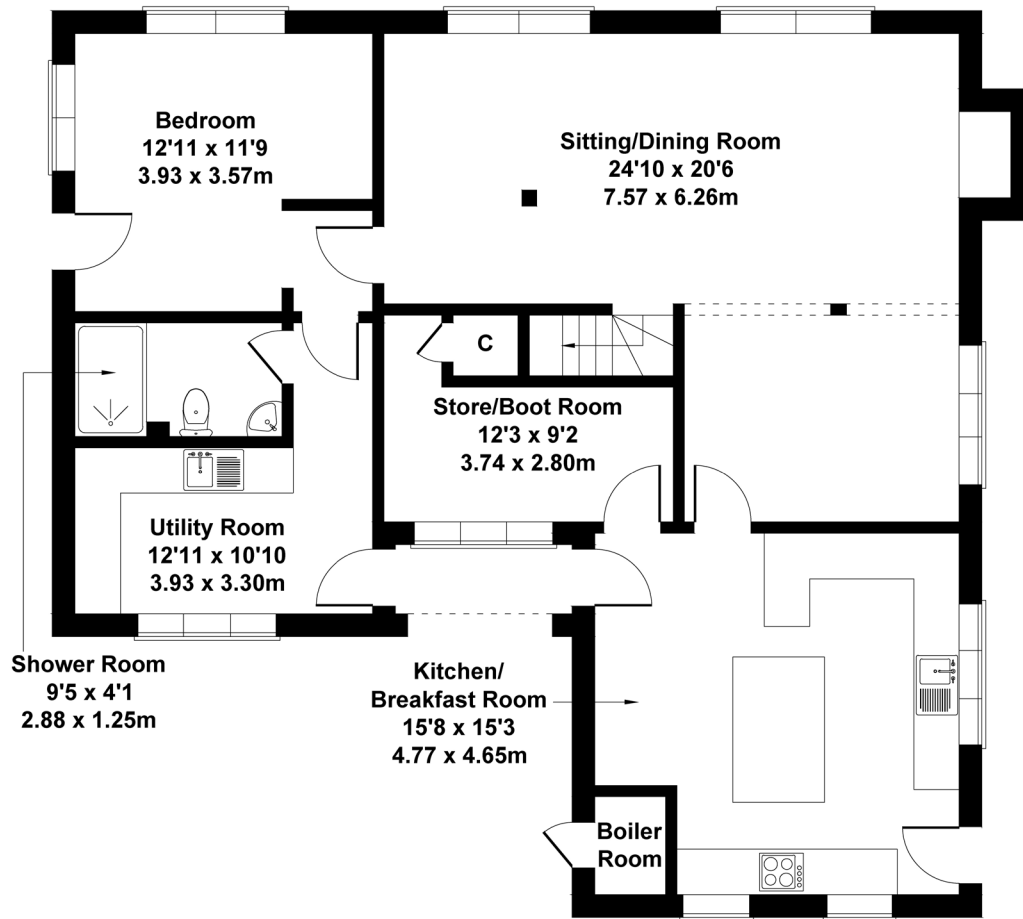 Bedroom
12'11 x 11'9
3.93 x 3.57m
Sitting/Dining Room
24'10 x 20'6
7.57 x 6.26m
C
Store/Boot Room
12'3 x 9'2
3.74 x 2.80m
Utility Room
12'11 x 10'10
3.93 x 3.30m
Shower Room
9'5 x 4'1
2.88 x 1.25m
Kitchen/
Breakfast Room
15'8 x 15'3
4.77 x 4.65m
Boiler
Room